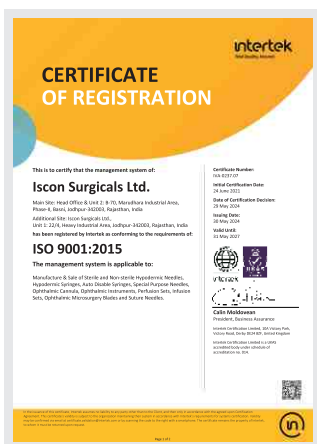 intertek
Total Quality. Assured.
CERTIFICATE
OF REGISTRATION
This is to certify that the management system of:
Iscon Surgicals Ltd.
Main Site: Head Office & Unit 2: B-70, Marudhara Industrial Area,
Phase-II, Basni, Jodhpur-342003, Rajasthan, India
Additional Site: Iscon Surgicals Ltd.,
Unit 1: 22/4, Heavy Industrial Area, Jodhpur-342003, Rajasthan, India
has been registered by Intertek as conforming to the requirements of:
ISO 9001:2015
The management system is applicable to:
Manufacture & Sale of Sterile and Non-sterile Hypodermic Needles,
Hypodermic Syringes, Auto Disable Syringes, Special Purpose Needles,
Ophthalmic Cannula, Ophthalmic Instruments, Perfusion Sets, Infusion
Sets, Ophthalmic Microsurgery Blades and Suture Needles.
Certificate Number:
Initial Certification Date:
24 June 2021
Date of Certification Decision:
29 May 2024
Issuing Date:
30 May 2024
Valid Until:
31 May 2027
intertek
UKAS
Calin Moldovean
President, Business Assurance
Intertek Certification Limited, 10A Victory Park,
Victory Road, Derby DE24 8ZF, United Kingdom
Intertek Certification Limited is a UKAS
accredited body under schedule of
accreditation no. 014.
Page 1 of 1